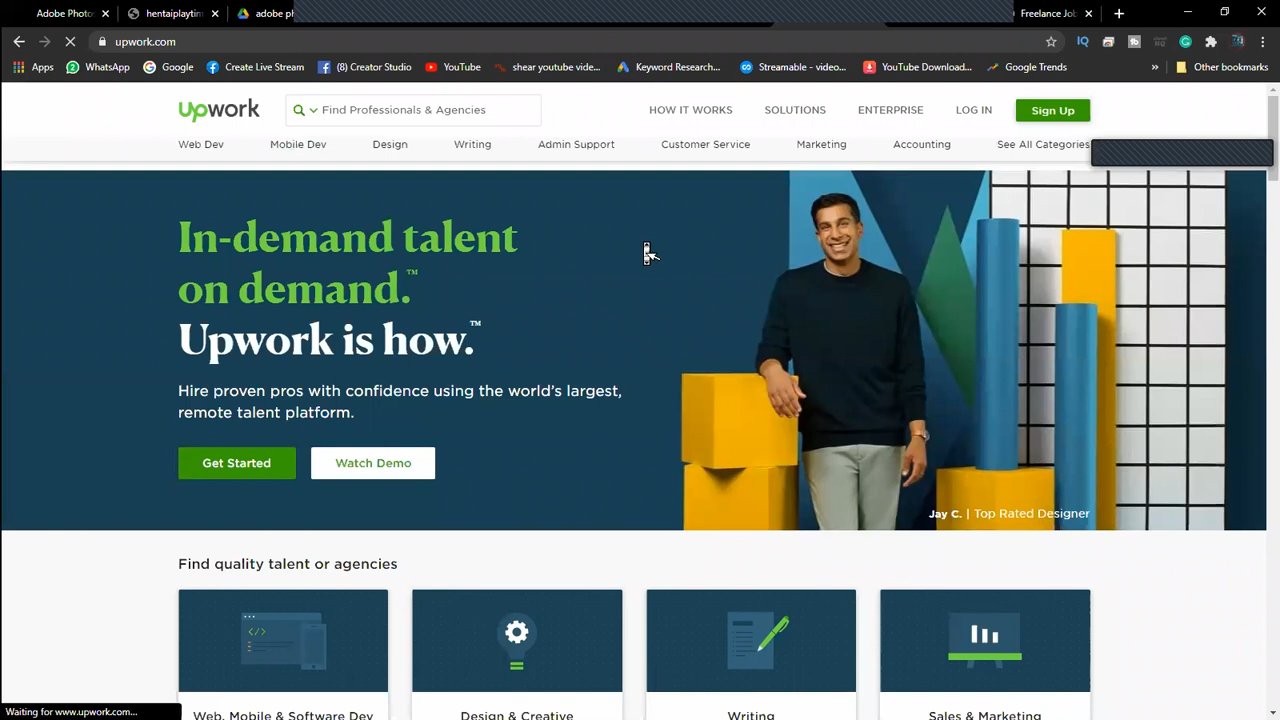 Adobe Photo
hentaiplaytim
adobe ph
Freelance Job
upwork.com
Apps
WhatsApp
Google
Create Live Stream
(8) Creator Studio
YouTube
shear youtube vide...
Keyword Research...
Streamable - video...
YouTube Download...
Google Trends
»
Other bookmarks
upwork
Find Professionals & Agencies
HOW IT WORKS
SOLUTIONS
ENTERPRISE
LOG IN
Sign Up
Web Dev
Mobile Dev
Design
Writing
Admin Support
Customer Service
Marketing
Accounting
See All Categories
In-demand talent
on demand.™
Upwork is how.™
Hire proven pros with confidence using the world's largest,
remote talent platform.
Get Started
Watch Demo
Jay C. | Top Rated Designer
Find quality talent or agencies
Web, Mobile & Software Dev
Design & Creative
Writing
Sales & Marketing
Waiting for www.upwork.com...